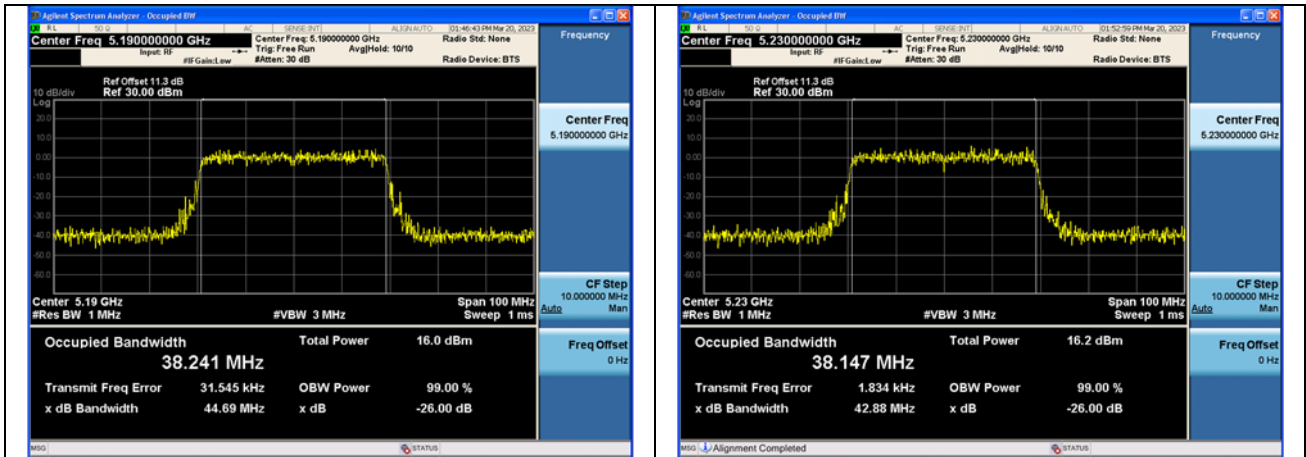 Agilent Spectrum Analyzer - Occupied BW
RL 50 Ω AC SENSE:INT ALIGN AUTO 01:46:43 PM Mar 20, 2023
Center Freq 5.190000000 GHz Center Freq: 5.190000000 GHz Radio Std: None Frequency
Input: RF Trig: Free Run Avg|Hold: 10/10
#IFGain:Low #Atten: 30 dB Radio Device: BTS
Ref Offset 11.3 dB
10 dB/div Ref 30.00 dBm
Log
20.0
10.0
0.00
-10.0
-20.0
-30.0
-40.0
-50.0
-60.0
Center Freq
5.190000000 GHz
Center 5.19 GHz Span 100 MHz
#Res BW 1 MHz #VBW 3 MHz Sweep 1 ms
CF Step
10.000000 MHz
Auto Man
Occupied Bandwidth Total Power 16.0 dBm
38.241 MHz
Transmit Freq Error 31.545 kHz OBW Power 99.00 %
x dB Bandwidth 44.69 MHz x dB -26.00 dB
Freq Offset
0 Hz
MSG STATUS
Agilent Spectrum Analyzer - Occupied BW
RL 50 Ω AC SENSE:INT ALIGN AUTO 01:52:59 PM Mar 20, 2023
Center Freq 5.230000000 GHz Center Freq: 5.230000000 GHz Radio Std: None Frequency
Input: RF Trig: Free Run Avg|Hold: 10/10
#IFGain:Low #Atten: 30 dB Radio Device: BTS
Ref Offset 11.3 dB
10 dB/div Ref 30.00 dBm
Log
20.0
10.0
0.00
-10.0
-20.0
-30.0
-40.0
-50.0
-60.0
Center Freq
5.230000000 GHz
Center 5.23 GHz Span 100 MHz
#Res BW 1 MHz #VBW 3 MHz Sweep 1 ms
CF Step
10.000000 MHz
Auto Man
Occupied Bandwidth Total Power 16.2 dBm
38.147 MHz
Transmit Freq Error 1.834 kHz OBW Power 99.00 %
x dB Bandwidth 42.88 MHz x dB -26.00 dB
Freq Offset
0 Hz
MSG Alignment Completed STATUS